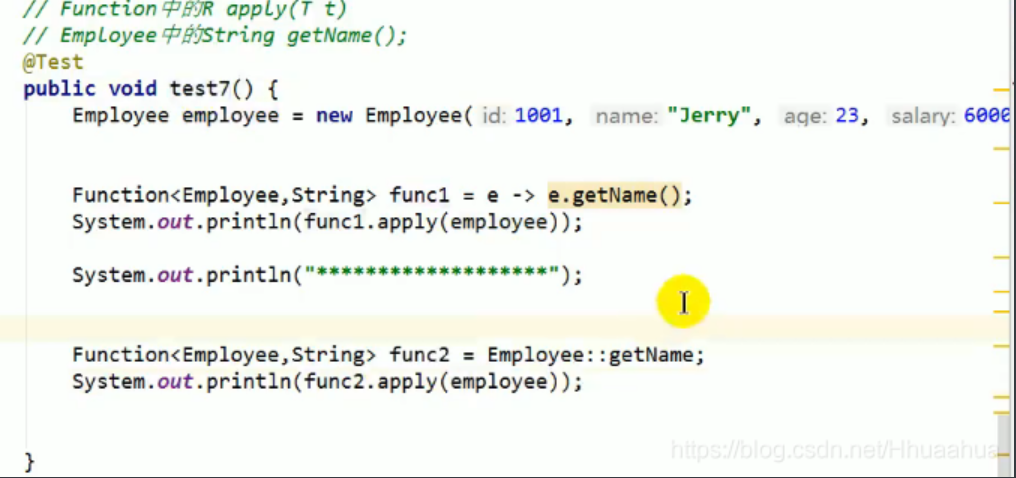 // Function中的R apply(T t)
// Employee中的String getName();
@Test
public void test7() {
Employee employee = new Employee( id: 1001, name: "Jerry", age: 23, salary: 6000
Function<Employee,String> func1 = e -> e.getName();
System.out.println(func1.apply(employee));
System.out.println("*******************");
Function<Employee,String> func2 = Employee::getName;
System.out.println(func2.apply(employee));
}
https://blog.csdn.net/Hhuaahua